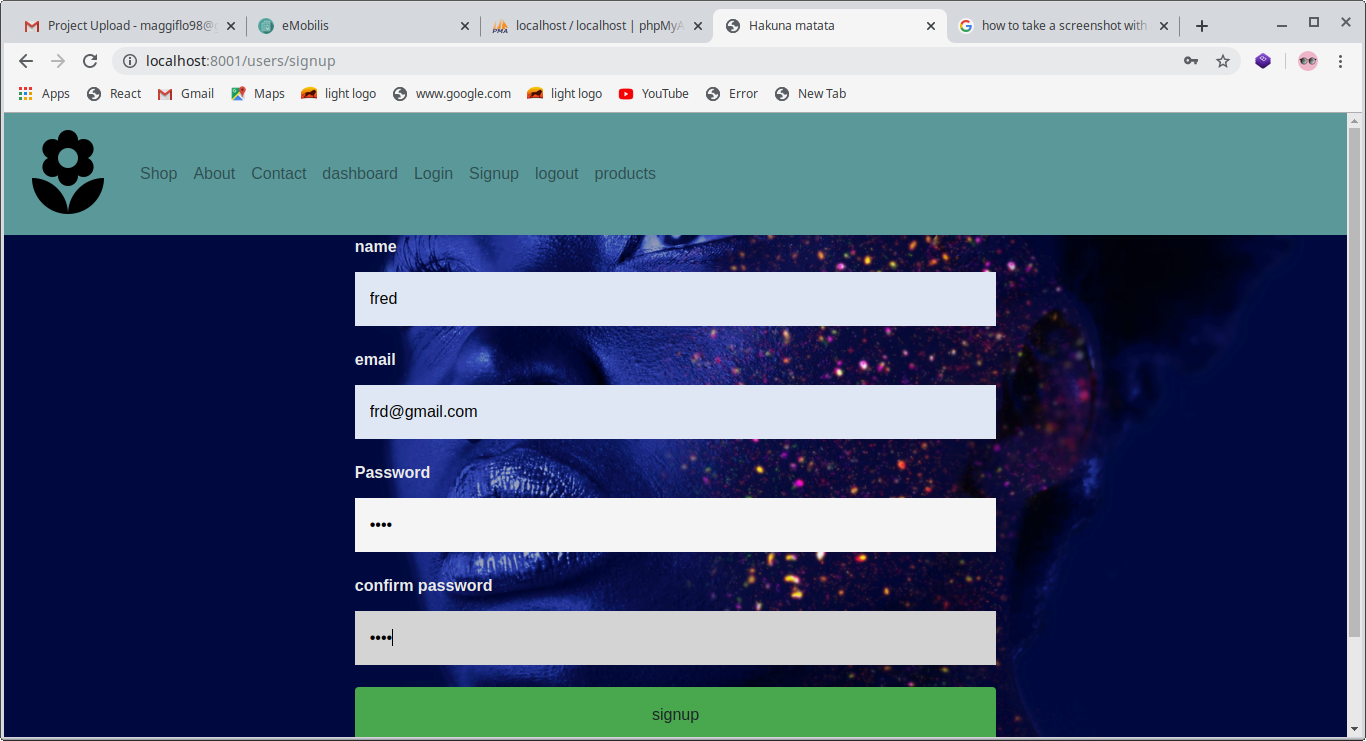 Project Upload - maggiflo98@g
eMobilis
localhost / localhost | phpMyA
Hakuna matata
how to take a screenshot with
localhost:8001/users/signup
Apps React Gmail Maps light logo www.google.com light logo YouTube Error New Tab
Shop About Contact dashboard Login Signup logout products
name
fred
email
frd@gmail.com
Password
••••
confirm password
••••
signup